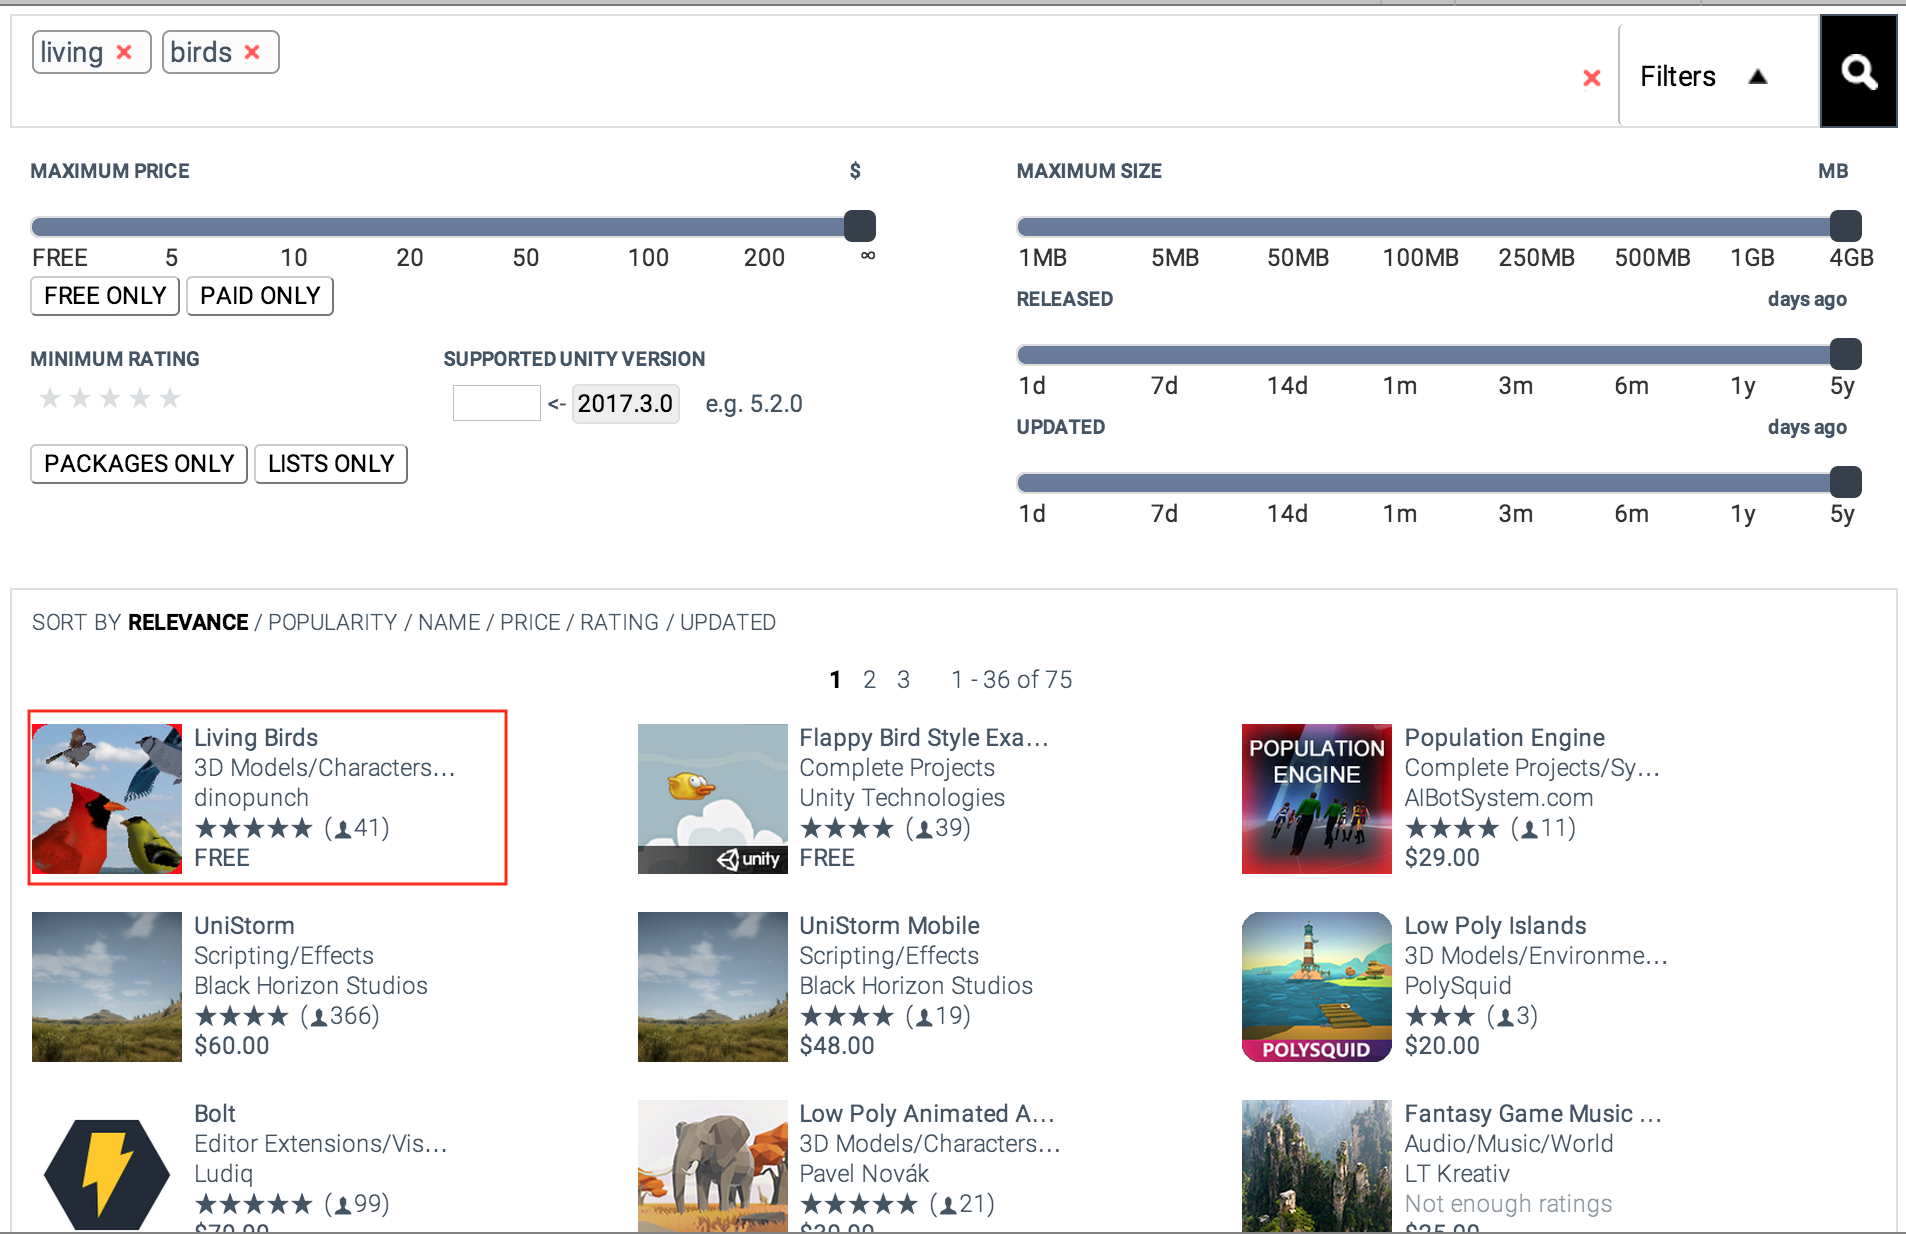 living ×
birds ×
×
Filters ▲
MAXIMUM PRICE $
FREE 5 10 20 50 100 200 ∞
FREE ONLY PAID ONLY
MINIMUM RATING
★★★★★
SUPPORTED UNITY VERSION
<- 2017.3.0 e.g. 5.2.0
PACKAGES ONLY LISTS ONLY
MAXIMUM SIZE MB
1MB 5MB 50MB 100MB 250MB 500MB 1GB 4GB
RELEASED days ago
1d 7d 14d 1m 3m 6m 1y 5y
UPDATED days ago
1d 7d 14d 1m 3m 6m 1y 5y
SORT BY RELEVANCE / POPULARITY / NAME / PRICE / RATING / UPDATED
1 2 3 1 - 36 of 75
Living Birds
3D Models/Characters...
dinopunch
★★★★★ (41)
FREE
unity
Flappy Bird Style Exa...
Complete Projects
Unity Technologies
★★★★ (39)
FREE
POPULATION
ENGINE
Population Engine
Complete Projects/Sy...
AIBotSystem.com
★★★★ (11)
$29.00
UniStorm
Scripting/Effects
Black Horizon Studios
★★★★ (366)
$60.00
UniStorm Mobile
Scripting/Effects
Black Horizon Studios
★★★★ (19)
$48.00
POLYSQUID
Low Poly Islands
3D Models/Environme...
PolySquid
★★★ (3)
$20.00
Bolt
Editor Extensions/Vis...
Ludiq
★★★★★ (99)
Low Poly Animated A...
3D Models/Characters...
Pavel Novák
★★★★★ (21)
Fantasy Game Music ...
Audio/Music/World
LT Kreativ
Not enough ratings